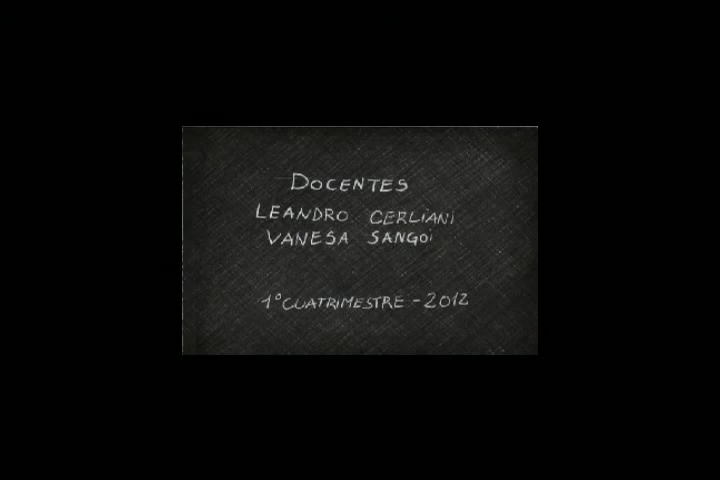 DOCENTES
LEANDRO CERLIANI
VANESA SANGOI
1° CUATRIMESTRE - 2012